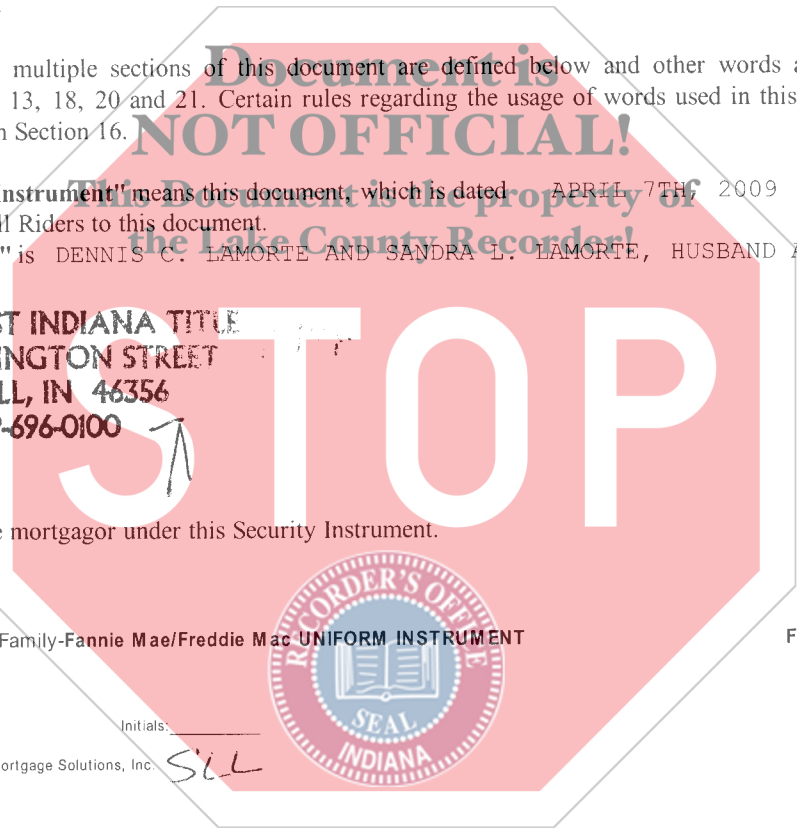 multiple sections of this document are defined below and other words a
13, 18, 20 and 21. Certain rules regarding the usage of words used in this
n Section 16.
Document is
NOT OFFICIAL!
This Document is the property of
the Lake County Recorder!
nstrument" means this document, which is dated APRIL 7TH, 2009
ll Riders to this document.
" is DENNIS C. LAMORTE AND SANDRA L. LAMORTE, HUSBAND A
ST INDIANA TITLE
INGTON STREET
LL, IN 46356
-696-0100
STOP
e mortgagor under this Security Instrument.
RECORDER'S OFFICE
SEAL
INDIANA
Family-Fannie Mae/Freddie Mac UNIFORM INSTRUMENT
F
Initials:
ortgage Solutions, Inc. SLL